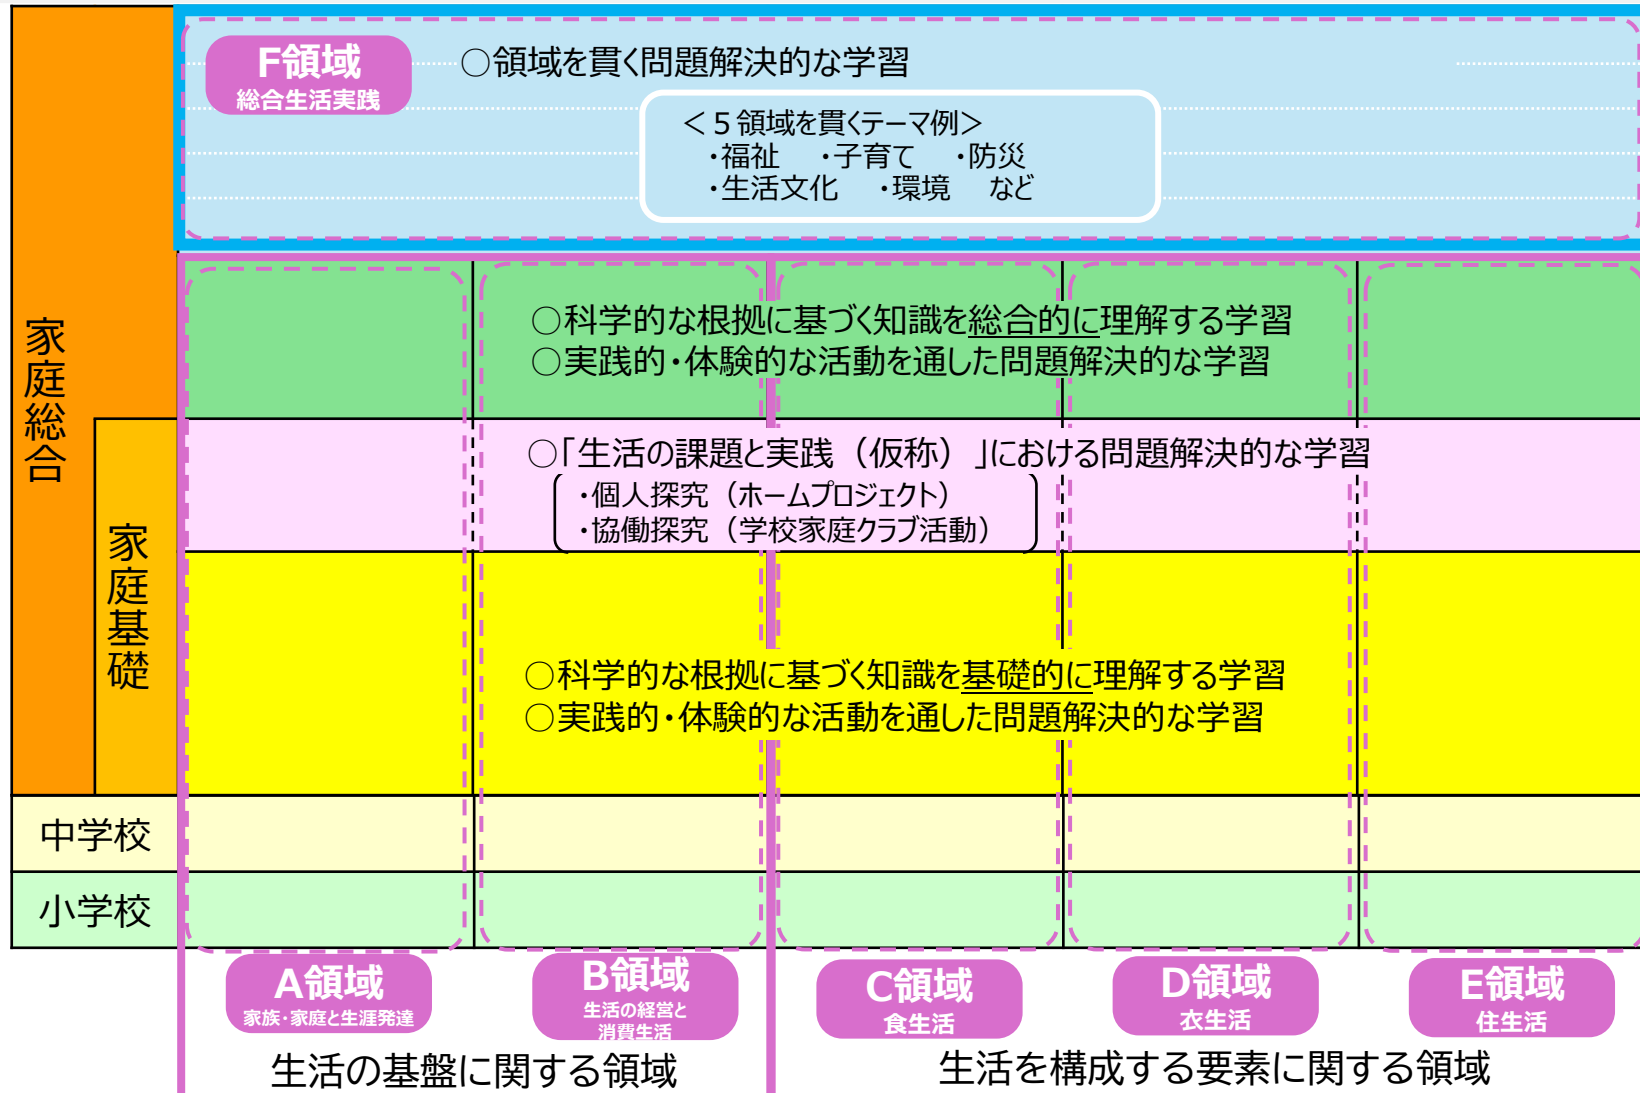 F領域
総合生活実践
○領域を貫く問題解決的な学習
＜５領域を貫くテーマ例＞
・福祉　・子育て　・防災
・生活文化　・環境　など
家庭総合
○科学的な根拠に基づく知識を総合的に理解する学習
○実践的・体験的な活動を通した問題解決的な学習
家庭基礎
○「生活の課題と実践（仮称）」における問題解決的な学習
・個人探究（ホームプロジェクト）
・協働探究（学校家庭クラブ活動）
○科学的な根拠に基づく知識を基礎的に理解する学習
○実践的・体験的な活動を通した問題解決的な学習
中学校
小学校
A領域
家族・家庭と生涯発達
B領域
生活の経営と
消費生活
C領域
食生活
D領域
衣生活
E領域
住生活
生活の基盤に関する領域
生活を構成する要素に関する領域